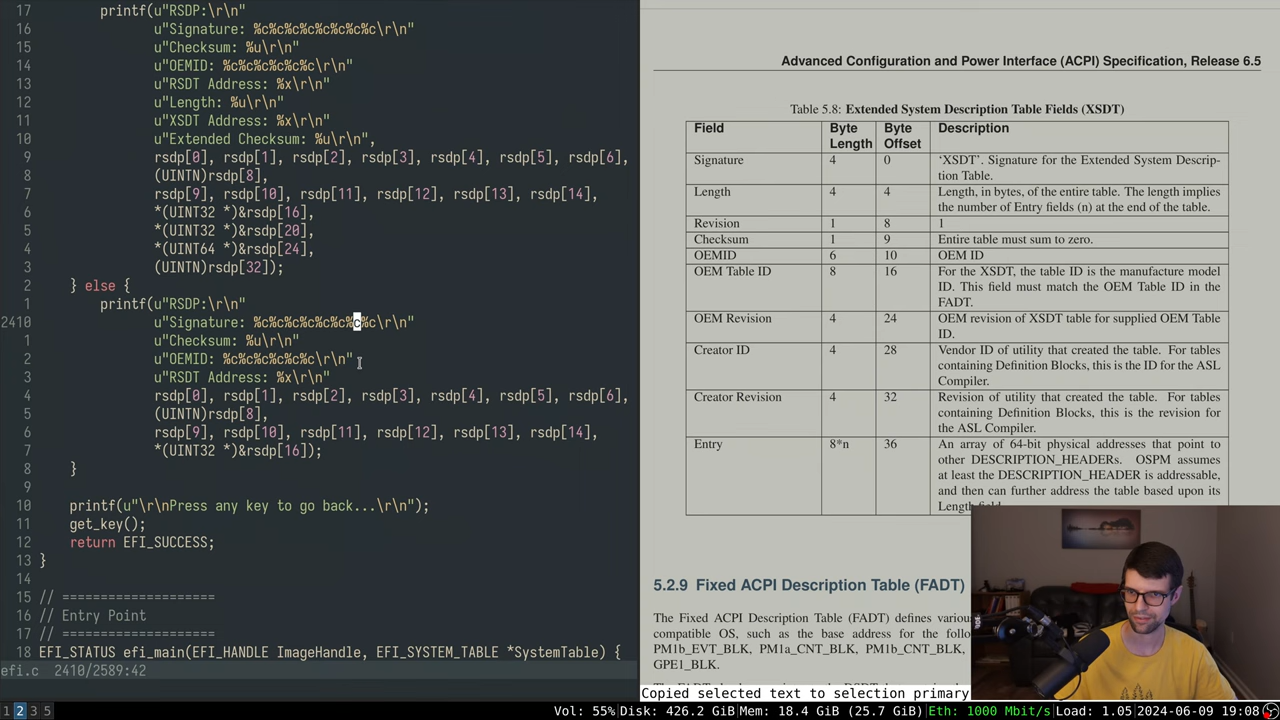 17 printf(u"RSDP:\r\n"
16 u"Signature: %c%c%c%c%c%c%c%c\r\n"
15 u"Checksum: %u\r\n"
14 u"OEMID: %c%c%c%c%c%c\r\n"
13 u"RSDT Address: %x\r\n"
12 u"Length: %u\r\n"
11 u"XSDT Address: %x\r\n"
10 u"Extended Checksum: %u\r\n",
9 rsdp[0], rsdp[1], rsdp[2], rsdp[3], rsdp[4], rsdp[5], rsdp[6],
8 (UINTN)rsdp[8],
7 rsdp[9], rsdp[10], rsdp[11], rsdp[12], rsdp[13], rsdp[14],
6 *(UINT32 *)&rsdp[16],
5 *(UINT32 *)&rsdp[20],
4 *(UINT64 *)&rsdp[24],
3 (UINTN)rsdp[32]);
2 } else {
1 printf(u"RSDP:\r\n"
2410 u"Signature: %c%c%c%c%c%c%c%c\r\n"
1 u"Checksum: %u\r\n"
2 u"OEMID: %c%c%c%c%c%c\r\n"
3 u"RSDT Address: %x\r\n"
4 rsdp[0], rsdp[1], rsdp[2], rsdp[3], rsdp[4], rsdp[5], rsdp[6],
5 (UINTN)rsdp[8],
6 rsdp[9], rsdp[10], rsdp[11], rsdp[12], rsdp[13], rsdp[14],
7 *(UINT32 *)&rsdp[16]);
8 }
9
10 printf(u"\r\nPress any key to go back...\r\n");
11 get_key();
12 return EFI_SUCCESS;
13 }
14
15 // ====================
16 // Entry Point
17 // ====================
18 EFI_STATUS efi_main(EFI_HANDLE ImageHandle, EFI_SYSTEM_TABLE *SystemTable) {
efi.c 2410/2589:42
Advanced Configuration and Power Interface (ACPI) Specification, Release 6.5
Table 5.8: Extended System Description Table Fields (XSDT)
Field Byte Length Byte Offset Description
Signature 4 0 ‘XSDT’. Signature for the Extended System Descrip-
tion Table.
Length 4 4 Length, in bytes, of the entire table. The length implies
the number of Entry fields (n) at the end of the table.
Revision 1 8 1
Checksum 1 9 Entire table must sum to zero.
OEMID 6 10 OEM ID
OEM Table ID 8 16 For the XSDT, the table ID is the manufacture model
ID. This field must match the OEM Table ID in the
FADT.
OEM Revision 4 24 OEM revision of XSDT table for supplied OEM Table
ID.
Creator ID 4 28 Vendor ID of utility that created the table. For tables
containing Definition Blocks, this is the ID for the ASL
Compiler.
Creator Revision 4 32 Revision of utility that created the table. For tables
containing Definition Blocks, this is the revision for
the ASL Compiler.
Entry 8*n 36 An array of 64-bit physical addresses that point to
other DESCRIPTION_HEADERs. OSPM assumes
at least the DESCRIPTION_HEADER is addressable,
and then can further address the table based upon its
Length field.
5.2.9 Fixed ACPI Description Table (FADT)
The Fixed ACPI Description Table (FADT) defines variou
compatible OS, such as the base address for the follo
PM1b_EVT_BLK, PM1a_CNT_BLK, PM1b_CNT_BLK,
GPE1_BLK.
Copied selected text to selection primary
1 2 3 5
Vol: 55% Disk: 426.2 GiB Mem: 18.4 GiB (25.7 GiB) Eth: 1000 Mbit/s Load: 1.05 2024-06-09 19:08